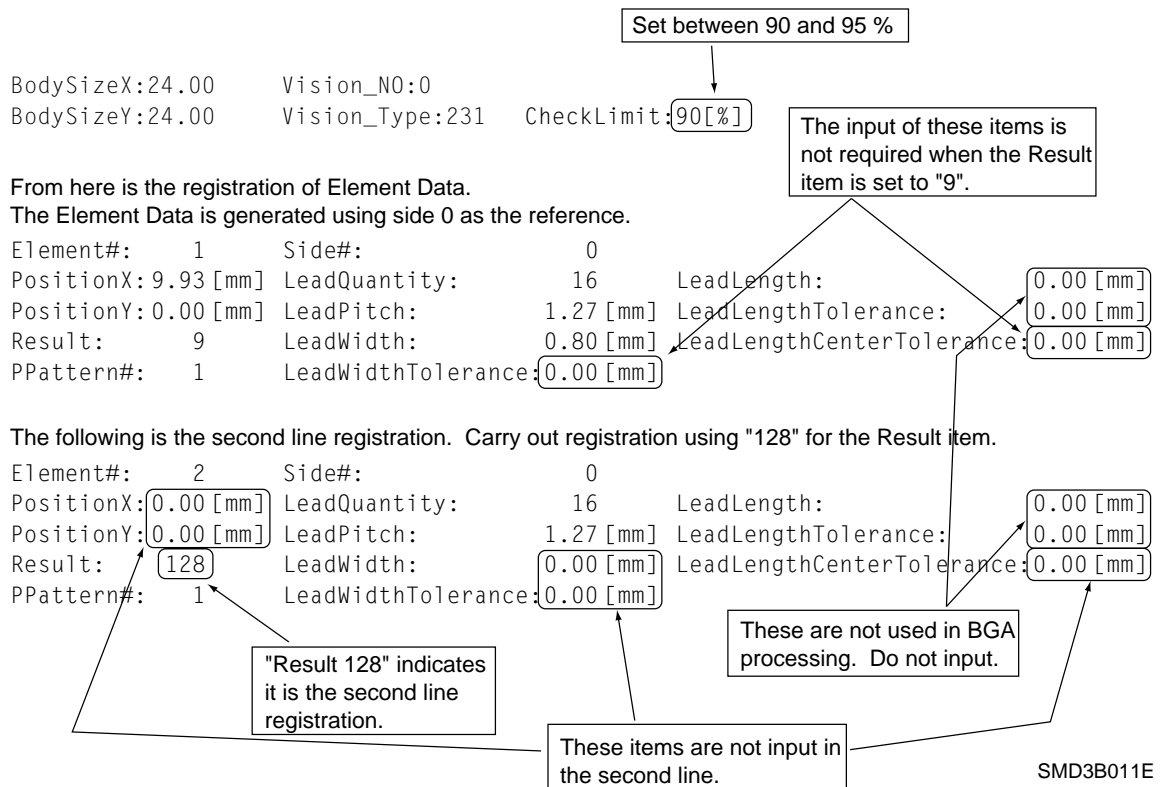 Set between 90 and 95 %
BodySizeX:24.00 Vision_NO:0
BodySizeY:24.00 Vision_Type:231 CheckLimit:90[%]
The input of these items is
not required when the Result
item is set to "9".
From here is the registration of Element Data.
The Element Data is generated using side 0 as the reference.
Element#: 1 Side#: 0
PositionX:9.93[mm] LeadQuantity: 16 LeadLength: 0.00[mm]
PositionY:0.00[mm] LeadPitch: 1.27[mm] LeadLengthTolerance: 0.00[mm]
Result: 9 LeadWidth: 0.80[mm] LeadLengthCenterTolerance:0.00[mm]
PPattern#: 1 LeadWidthTolerance:0.00[mm]
The following is the second line registration. Carry out registration using "128" for the Result item.
Element#: 2 Side#: 0
PositionX:0.00[mm] LeadQuantity: 16 LeadLength: 0.00[mm]
PositionY:0.00[mm] LeadPitch: 1.27[mm] LeadLengthTolerance: 0.00[mm]
Result: 128 LeadWidth: 0.00[mm] LeadLengthCenterTolerance:0.00[mm]
PPattern#: 1 LeadWidthTolerance:0.00[mm]
These are not used in BGA
processing. Do not input.
"Result 128" indicates
it is the second line
registration.
These items are not input in
the second line.
SMD3B011E